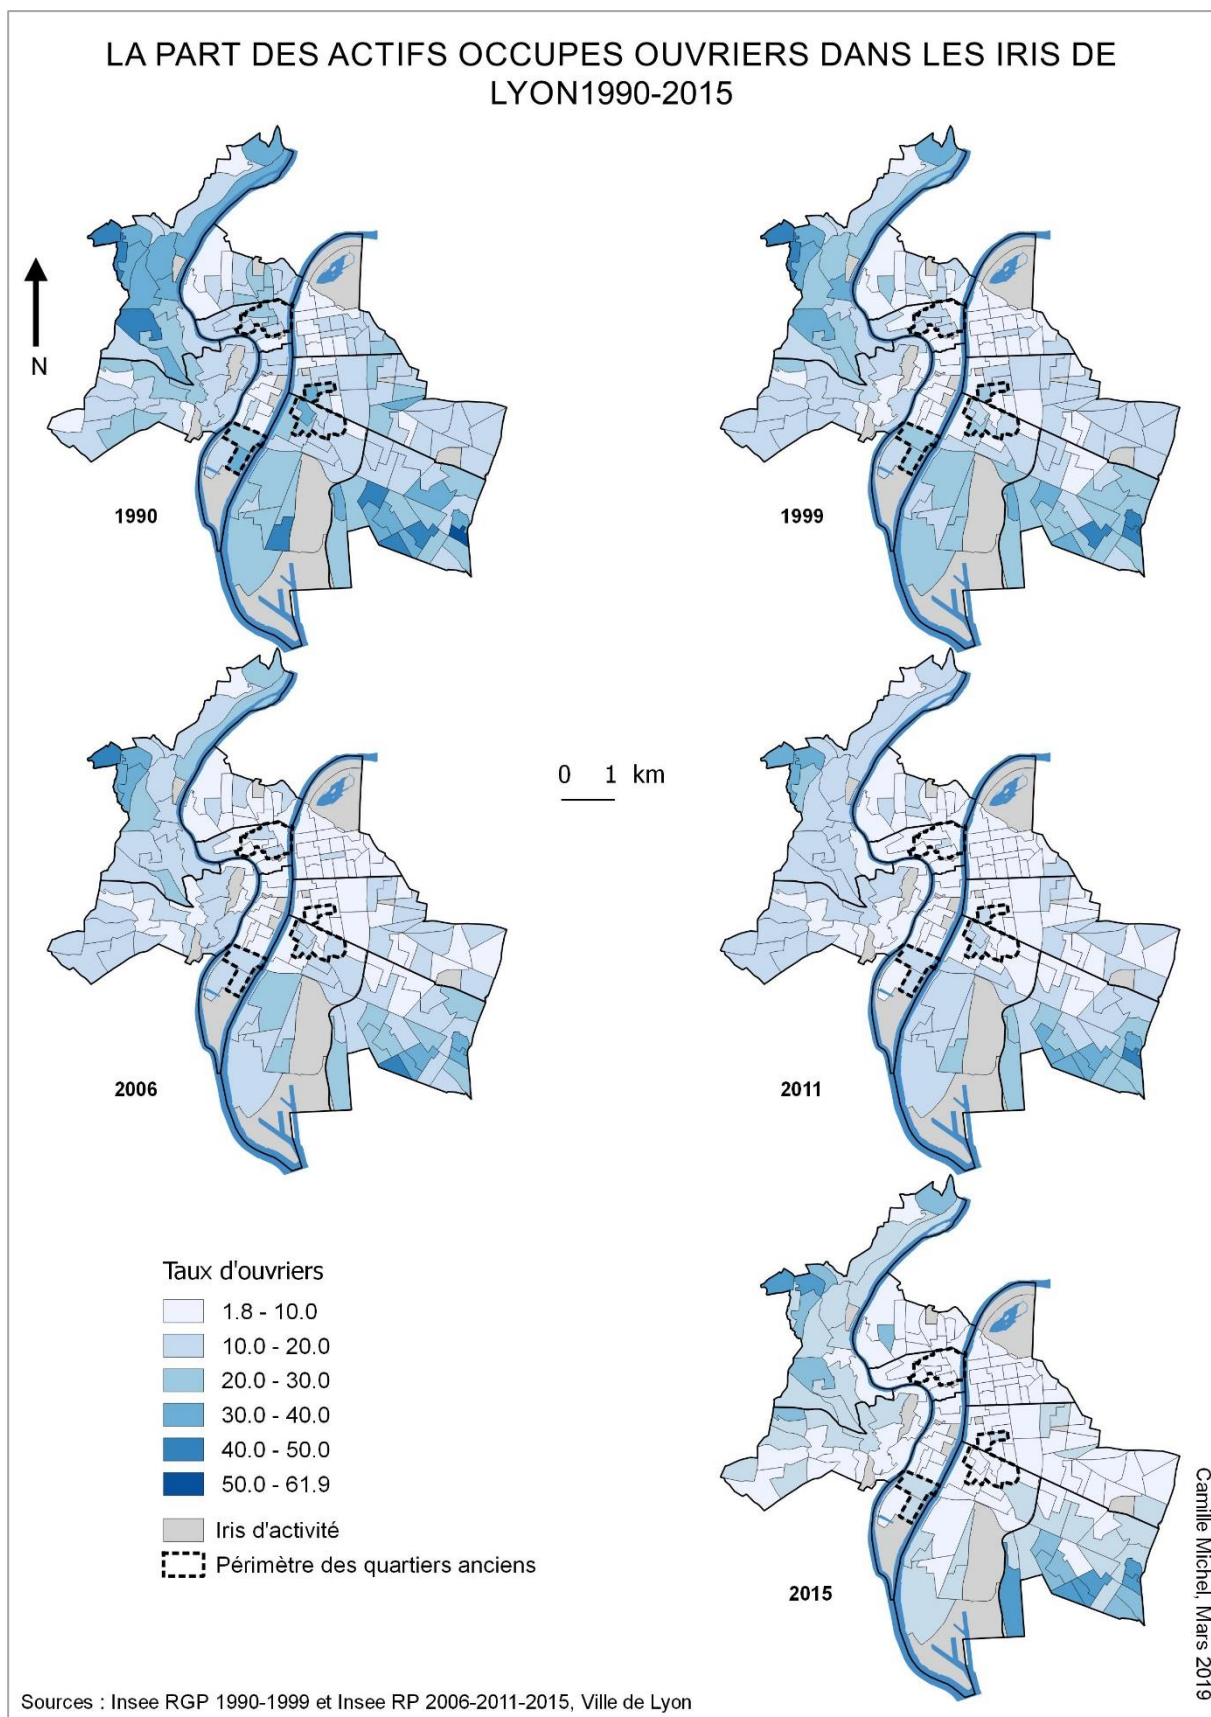 LA PART DES ACTIFS OCCUPES OUVRIERS DANS LES IRIS DE
LYON1990-2015
N
1990
1999
0 1 km
2006
2011
Taux d'ouvriers
1.8 - 10.0
10.0 - 20.0
20.0 - 30.0
30.0 - 40.0
40.0 - 50.0
50.0 - 61.9
Iris d'activité
Périmètre des quartiers anciens
2015
Camille Michel, Mars 2019
Sources : Insee RGP 1990-1999 et Insee RP 2006-2011-2015, Ville de Lyon